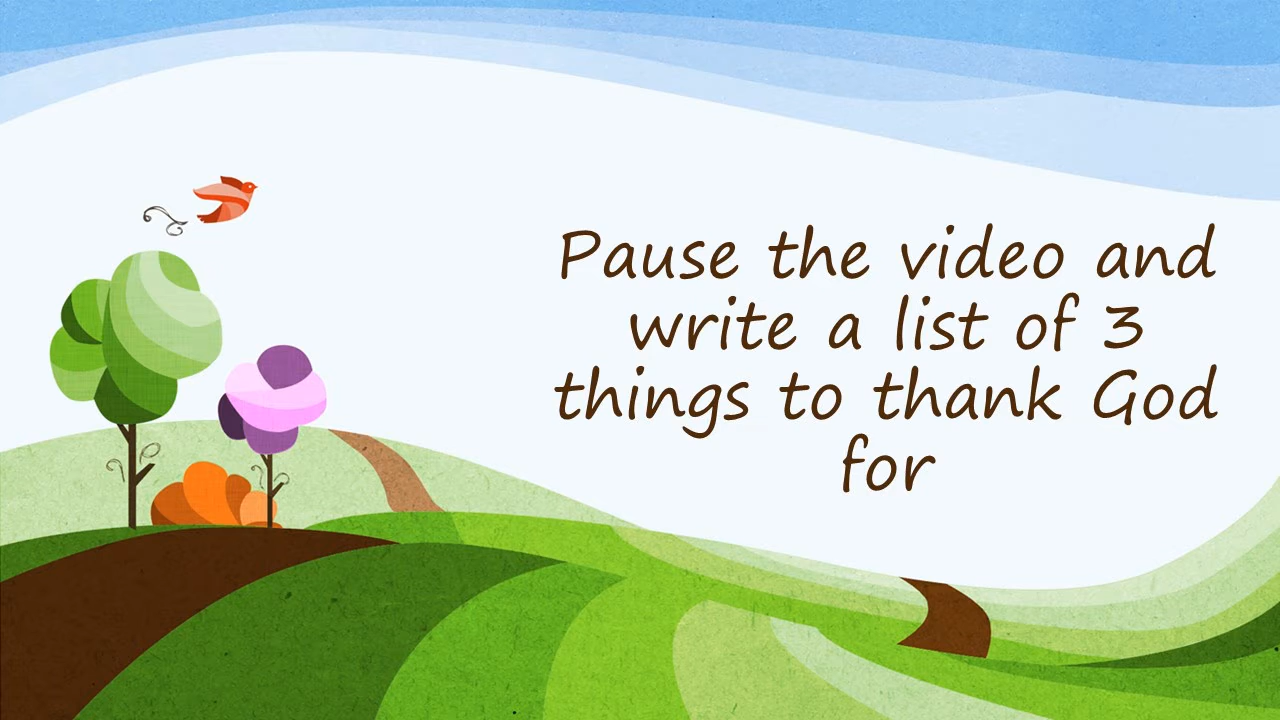 Pause the video and
write a list of 3
things to thank God
for